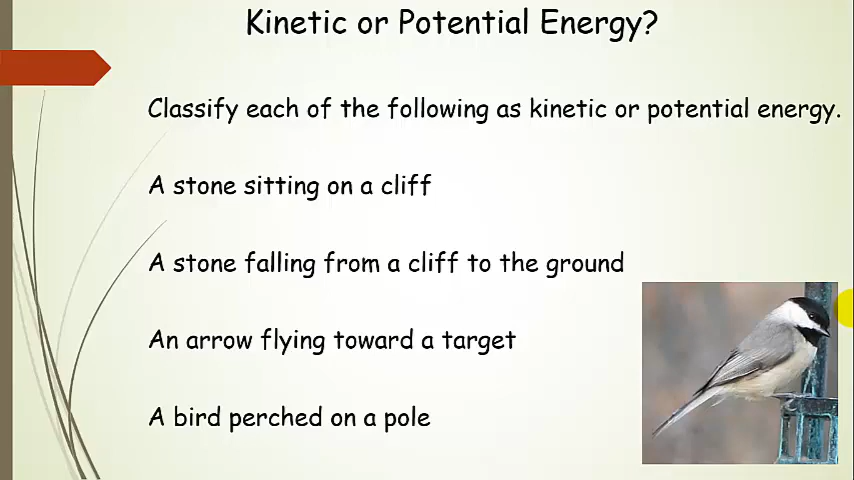 Kinetic or Potential Energy?
Classify each of the following as kinetic or potential energy.
A stone sitting on a cliff
A stone falling from a cliff to the ground
An arrow flying toward a target
A bird perched on a pole